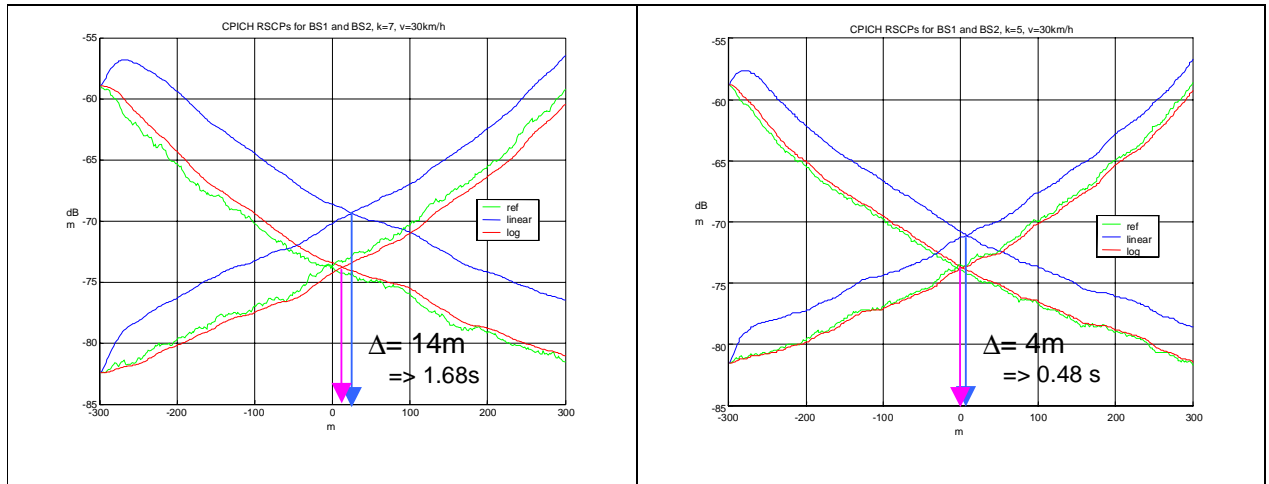 CPICH RSCPs for BS1 and BS2, k=7, v=30km/h
-55
-60
-65
-70
-75
-80
-85
dB
m
ref
linear
log
Δ= 14m
=> 1.68s
-300
-200
-100
0
100
200
300
m
CPICH RSCPs for BS1 and BS2, k=5, v=30km/h
-55
-60
-65
-70
-75
-80
-85
dB
m
ref
linear
log
Δ= 4m
=> 0.48 s
-300
-200
-100
0
100
200
300
m